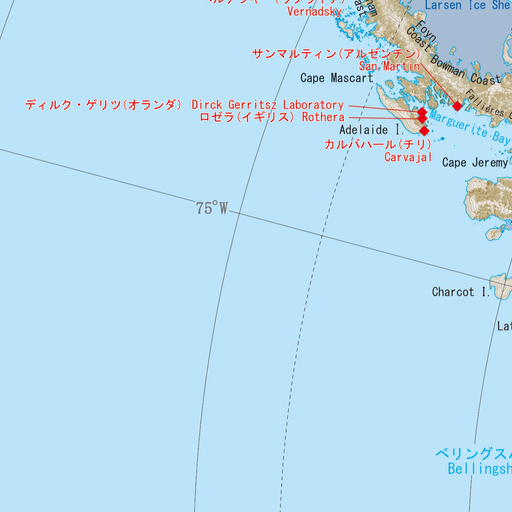 Vernadsky
Larsen Ice She
Foyn
Coast
Bowman Coast
サンマルティン(アルゼンチン)
San Martin
Cape Mascart
ディルク・ゲリツ(オランダ) Dirck Gerritsz Laboratory
ロゼラ(イギリス) Rothera
Marguerite Bay
Adelaide I.
カルバハール(チリ)
Carvajal
Cape Jeremy
75°W
Charcot I.
Lat
ベリングス
Bellingsh